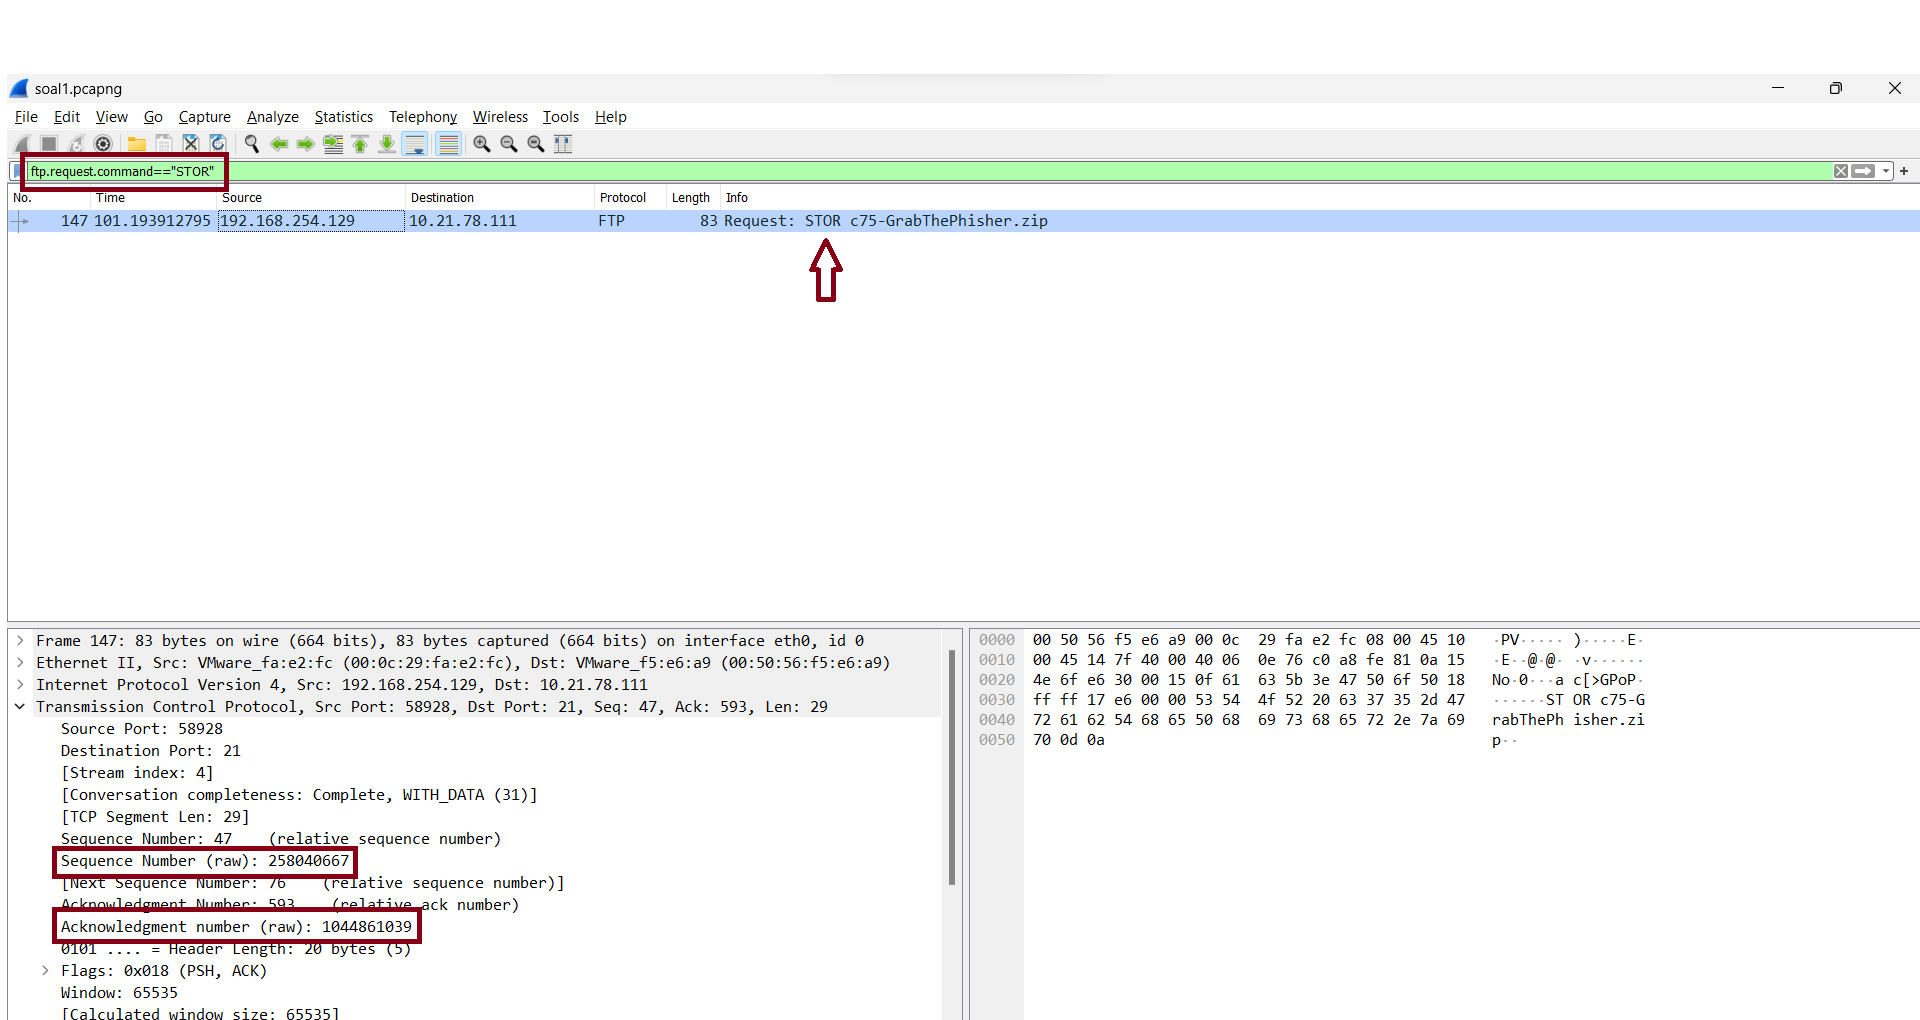 soal1.pcapng
File Edit View Go Capture Analyze Statistics Telephony Wireless Tools Help
ftp.request.command=="STOR"
No. Time Source Destination Protocol Length Info
147 101.193912795 192.168.254.129 10.21.78.111 FTP 83 Request: STOR c75-GrabThePhisher.zip
Frame 147: 83 bytes on wire (664 bits), 83 bytes captured (664 bits) on interface eth0, id 0
Ethernet II, Src: VMware_fa:e2:fc (00:0c:29:fa:e2:fc), Dst: VMware_f5:e6:a9 (00:50:56:f5:e6:a9)
Internet Protocol Version 4, Src: 192.168.254.129, Dst: 10.21.78.111
Transmission Control Protocol, Src Port: 58928, Dst Port: 21, Seq: 47, Ack: 593, Len: 29
Source Port: 58928
Destination Port: 21
[Stream index: 4]
[Conversation completeness: Complete, WITH_DATA (31)]
[TCP Segment Len: 29]
Sequence Number: 47 (relative sequence number)
Sequence Number (raw): 258040667
[Next Sequence Number: 76 (relative sequence number)]
Acknowledgment Number: 593 (relative ack number)
Acknowledgment number (raw): 1044861039
0101 .... = Header Length: 20 bytes (5)
Flags: 0x018 (PSH, ACK)
Window: 65535
[Calculated window size: 65535]
0000 00 50 56 f5 e6 a9 00 0c 29 fa e2 fc 08 00 45 10 ·PV····· )·····E·
0010 00 45 14 7f 40 00 40 06 0e 76 c0 a8 fe 81 0a 15 ·E··@·@· ·v······
0020 4e 6f e6 30 00 15 0f 61 63 5b 3e 47 50 6f 50 18 No·0···a c[>GPoP·
0030 ff ff 17 e6 00 00 53 54 4f 52 20 63 37 35 2d 47 ······ST OR c75-G
0040 72 61 62 54 68 65 50 68 69 73 68 65 72 2e 7a 69 rabThePh isher.zi
0050 70 0d 0a p··